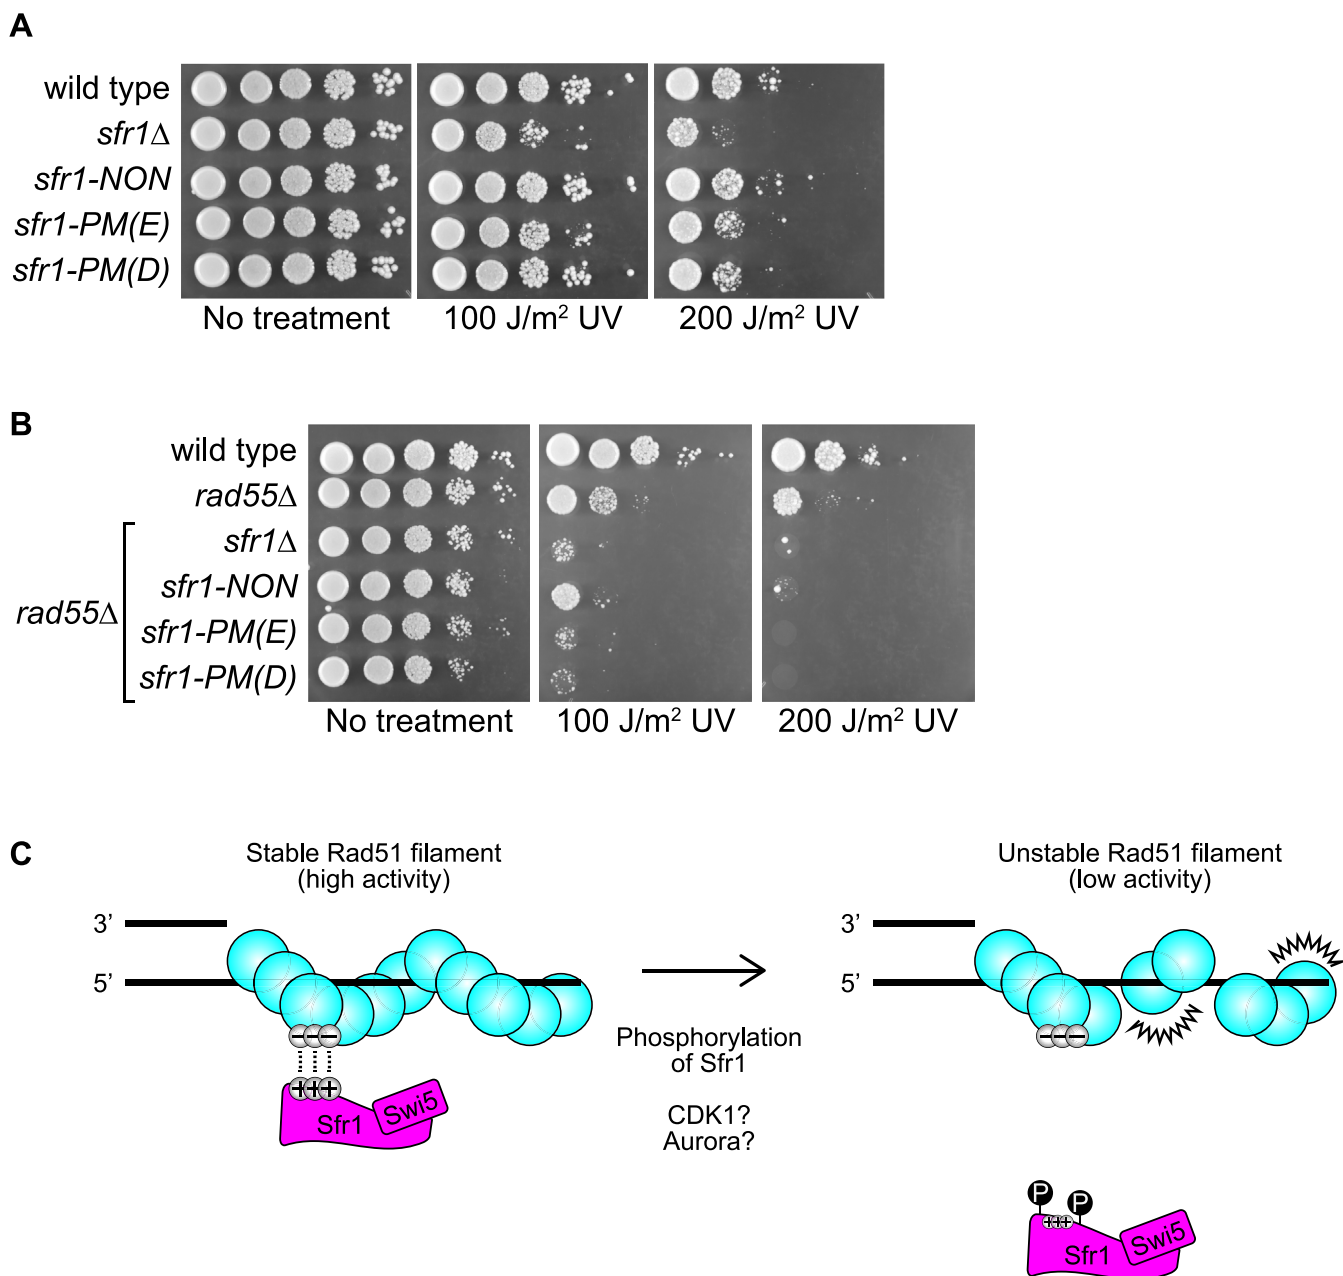 A
wild type
sfr1Δ
sfr1-NON
sfr1-PM(E)
sfr1-PM(D)
No treatment
100 J/m² UV
200 J/m² UV
B
wild type
rad55Δ
sfr1Δ
sfr1-NON
rad55Δ
sfr1-PM(E)
sfr1-PM(D)
No treatment
100 J/m² UV
200 J/m² UV
C
Stable Rad51 filament
(high activity)
3’
5’
Sfr1
Swi5
Phosphorylation
of Sfr1
CDK1?
Aurora?
Unstable Rad51 filament
(low activity)
3’
5’
P
P
Sfr1
Swi5